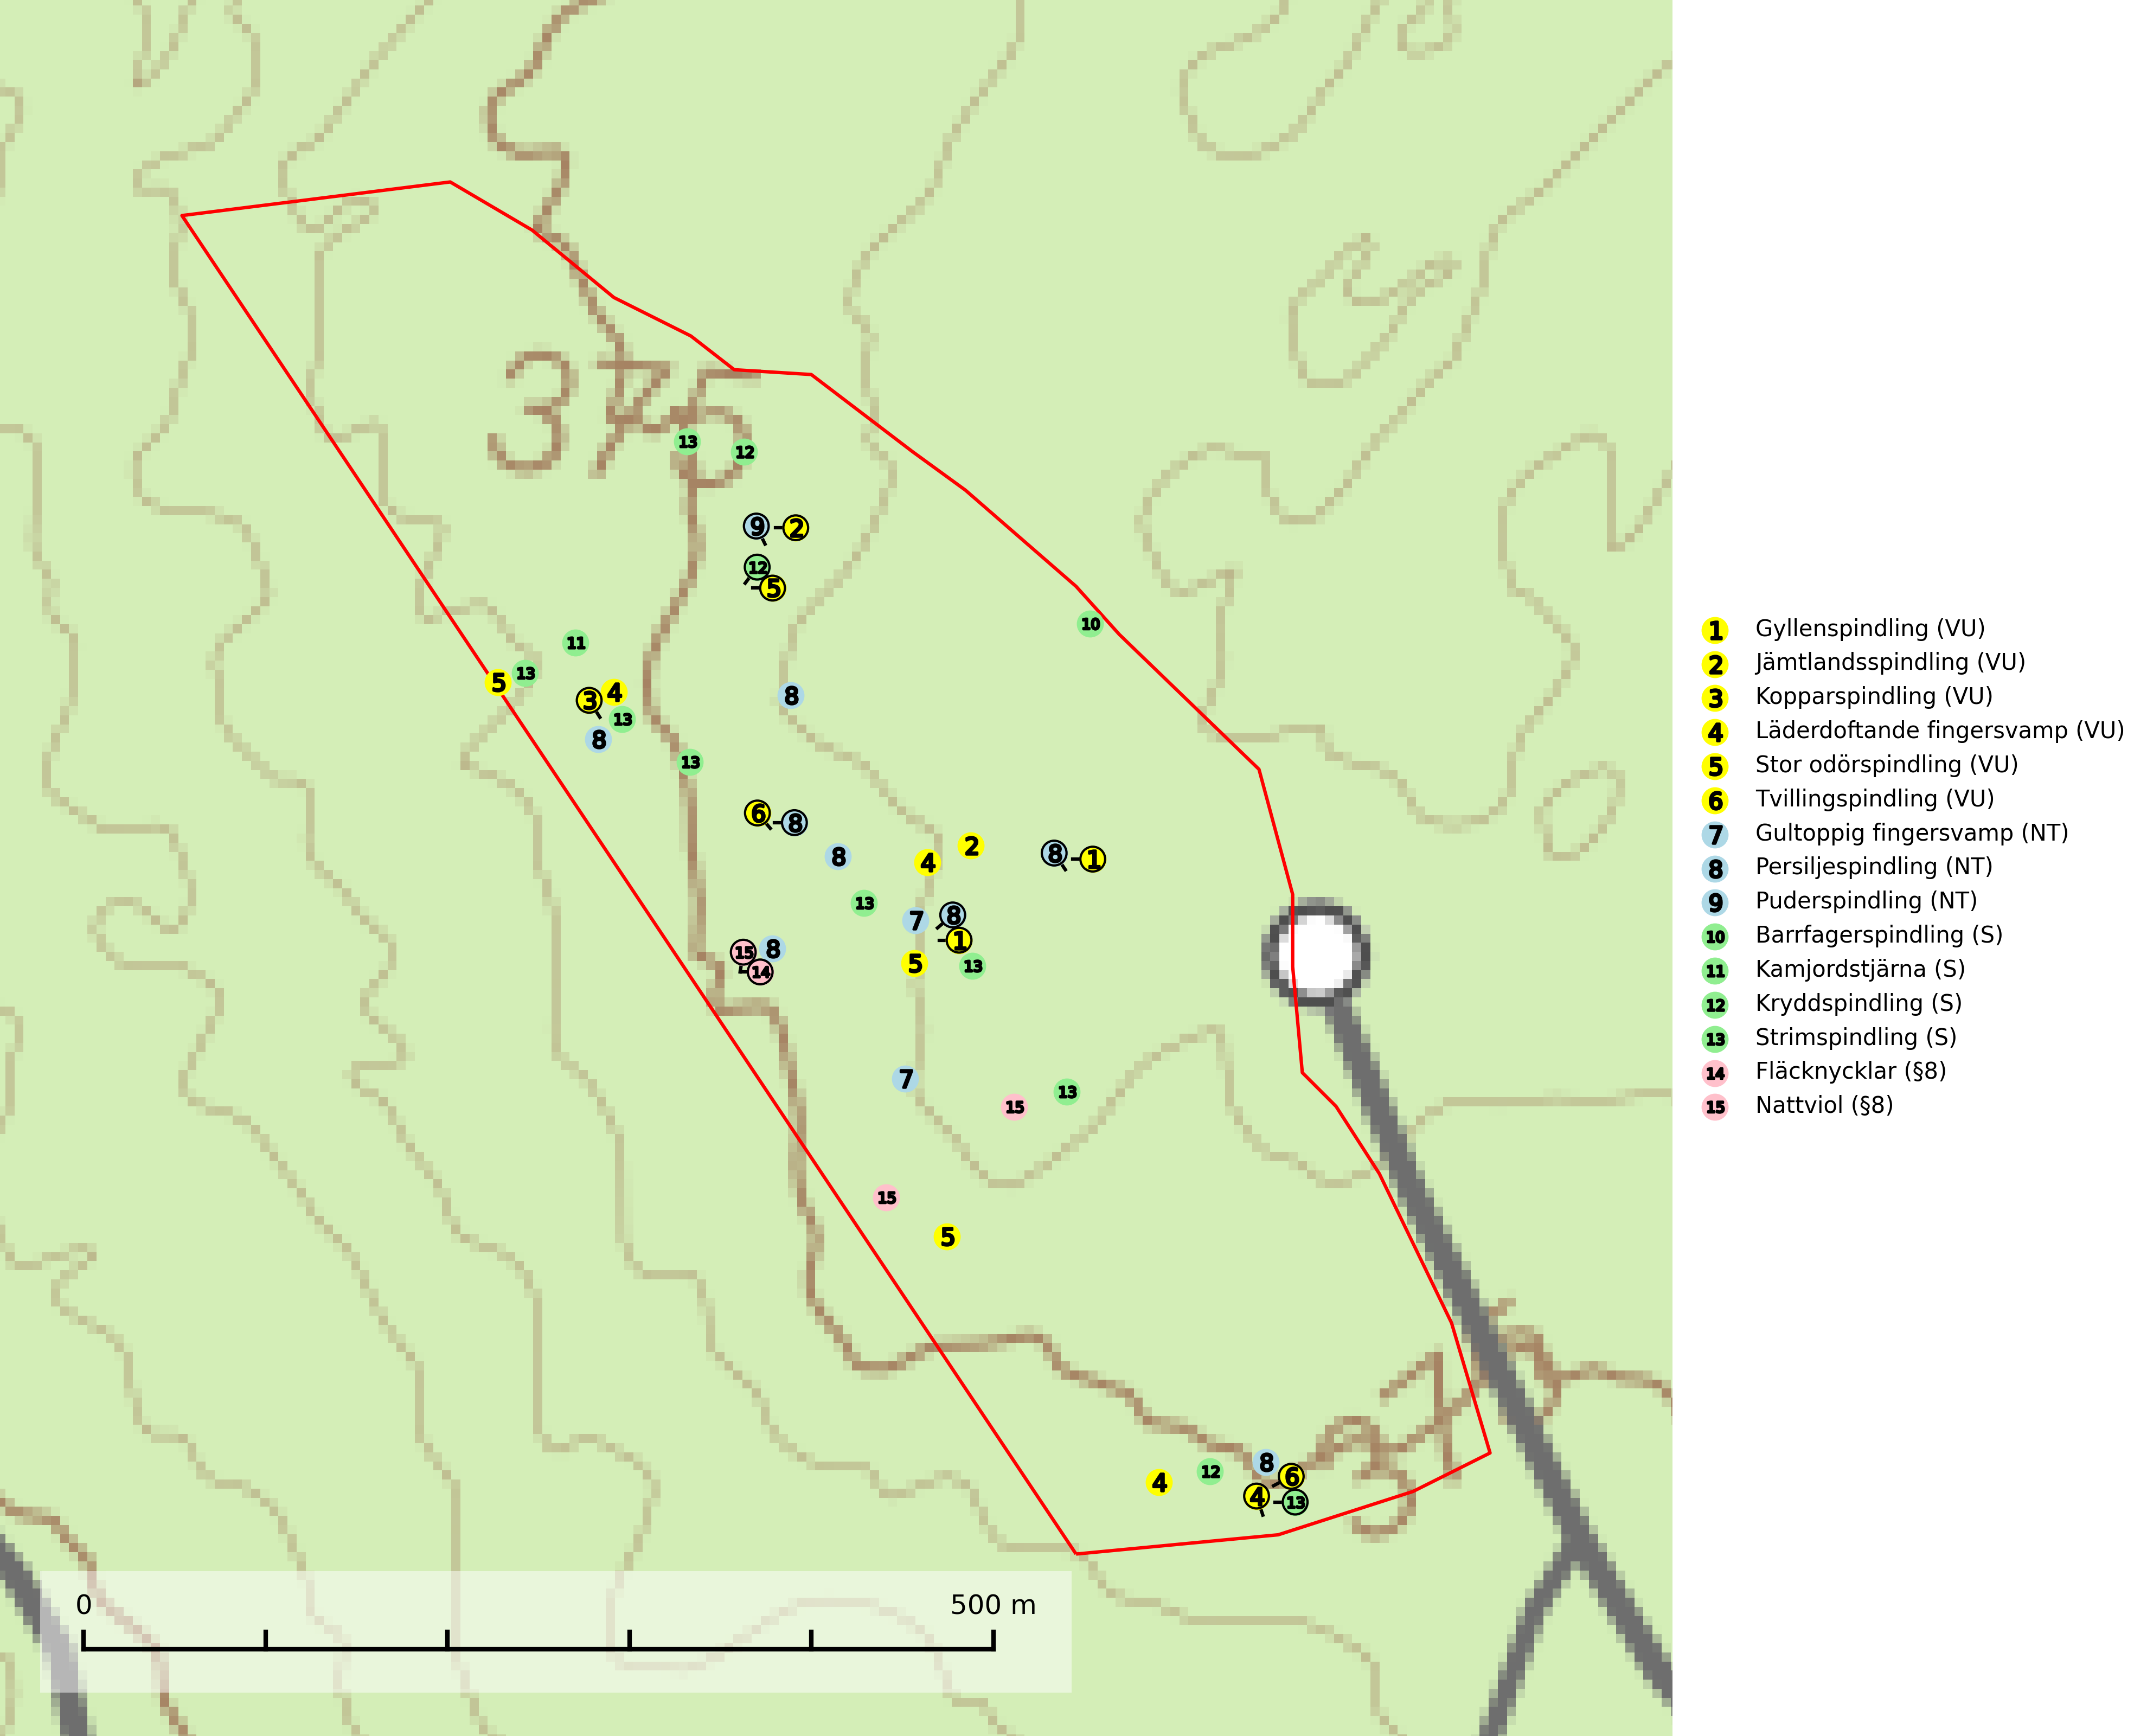 345
13
12
9
2
12
5
10
11
13
5
3
4
13
8
8
13
6
8
8
4
2
8
1
13
7
8
1
15
8
14
5
13
7
15
13
15
5
31
4
12
8
6
4
13
0 500 m
1 Gyllenspindling (VU)
2 Jämtlandsspindling (VU)
3 Kopparspindling (VU)
4 Läderdoftande fingersvamp (VU)
5 Stor odörspindling (VU)
6 Tvillingspindling (VU)
7 Gultoppig fingersvamp (NT)
8 Persiljespindling (NT)
9 Puderspindling (NT)
10 Barrfagerspindling (S)
11 Kamjordstjärna (S)
12 Kryddspindling (S)
13 Strimspindling (S)
14 Fläcknycklar (§8)
15 Nattviol (§8)